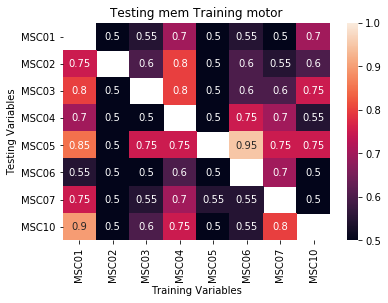 Testing mem Training motor
Testing Variables
MSC01 0.5 0.55 0.7 0.5 0.55 0.5 0.7
MSC02 0.75 0.6 0.8 0.5 0.6 0.55 0.6
MSC03 0.8 0.5 0.8 0.5 0.6 0.6 0.75
MSC04 0.7 0.5 0.5 0.5 0.75 0.7 0.55
MSC05 0.85 0.5 0.75 0.75 0.95 0.75 0.75
MSC06 0.55 0.5 0.5 0.6 0.5 0.7 0.5
MSC07 0.75 0.5 0.55 0.7 0.55 0.55 0.5
MSC10 0.9 0.5 0.6 0.75 0.5 0.55 0.8
MSC01 MSC02 MSC03 MSC04 MSC05 MSC06 MSC07 MSC10
Training Variables
1.0
0.9
0.8
0.7
0.6
0.5